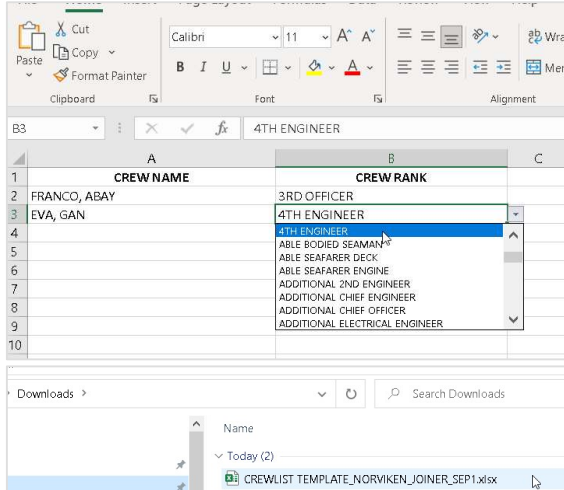 Cut
Calibri 11 A^ A˅
Copy
Paste
Format Painter
B I U A
ab Wra
Mer
Clipboard Font Alignment
B3 fx 4TH ENGINEER
A B C
1 CREW NAME CREW RANK
2 FRANCO, ABAY 3RD OFFICER
3 EVA, GAN 4TH ENGINEER
4 4TH ENGINEER
ABLE BODIED SEAMAN
5 ABLE SEAFARER DECK
6 ABLE SEAFARER ENGINE
7 ADDITIONAL 2ND ENGINEER
ADDITIONAL CHIEF ENGINEER
8 ADDITIONAL CHIEF OFFICER
9 ADDITIONAL ELECTRICAL ENGINEER
10
Downloads > Search Downloads
Name
Today (2)
CREWLIST TEMPLATE_NORVIKEN_JOINER_SEP1.xlsx